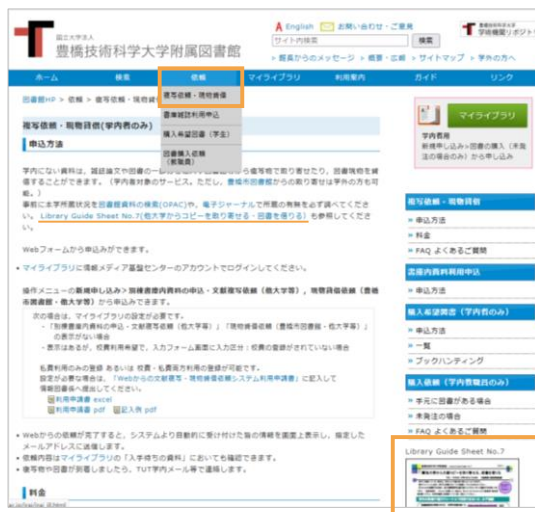 国立大学法人
豊橋技術科学大学附属図書館
English お問い合わせ・ご意見
サイト内検索 検索
豊橋技術科学大学
学術機関リポジトリ
館長からのメッセージ 概要・広報 サイトマップ 学外の方へ
ホーム 検索 依頼 マイライブラリ 利用案内 ガイド リンク
図書館HP > 依頼 > 複写依頼・現物貸借
複写依頼・現物貸借
書庫雑誌利用申込
購入希望図書(学生)
図書購入依頼
(教職員)
複写依頼・現物貸借(学内者のみ)
申込方法
学内にない資料は、雑誌論文や図書の一部
から複写物で取り寄せたり、図書現物を貸
借することができます。(学内者対象のサービス。ただし、豊橋市図書館からの取り寄せは学外の方も可
能。)
事前に本学所蔵状況を図書館資料の検索(OPAC)や、電子ジャーナルで所蔵の有無を必ず調べてくださ
い。 Library Guide Sheet No.7(他大学からコピーを取り寄せる・図書を借りる) も参照してくださ
い。
Webフォームから申込みができます。
• マイライブラリに情報メディア基盤センターのアカウントでログインしてください。
操作メニューの新規申し込み>別棟書庫内資料の申込・文献複写依頼(他大学等), 現物貸借依頼(豊橋
市図書館・他大学等)から申込みできます。
次の場合は、マイライブラリの設定が必要です。
・「別棟書庫内資料の申込・文献複写依頼(他大学等)」「現物貸借依頼(豊橋市図書館・他大学等)」
の表示がない場合
・表示はあるが、校費利用希望で、入力フォーム画面に入力区分:校費の登録がされていない場合
私費利用のみの登録 あるいは 校費・私費両方利用の登録が可能です。
設定が必要な場合は、「Webからの文献複写・現物貸借依頼システム利用申請書」に記入して
情報図書係へ提出してください。
利用申請書 excel
利用申請書 pdf 記入例 pdf
• Webからの依頼が完了すると、システムより自動的に受け付けた旨の情報を画面上表示し、指定した
メールアドレスに送信します。
• 依頼内容はマイライブラリの「入手待ちの資料」においても確認できます。
• 複写物や図書が到着しましたら、TUT学内メール等で連絡します。
料金
マイライブラリ
学内者用
新規申し込み>図書の購入(未発
注の場合のみ)から申し込み
複写依頼・現物貸借
申込方法
料金
FAQ よくあるご質問
書庫内資料利用申込
申込方法
購入希望図書(学内者のみ)
申込方法
一覧
ブックハンティング
購入依頼(学内教職員のみ)
手元に図書がある場合
未発注の場合
FAQ よくあるご質問
Library Guide Sheet No.7